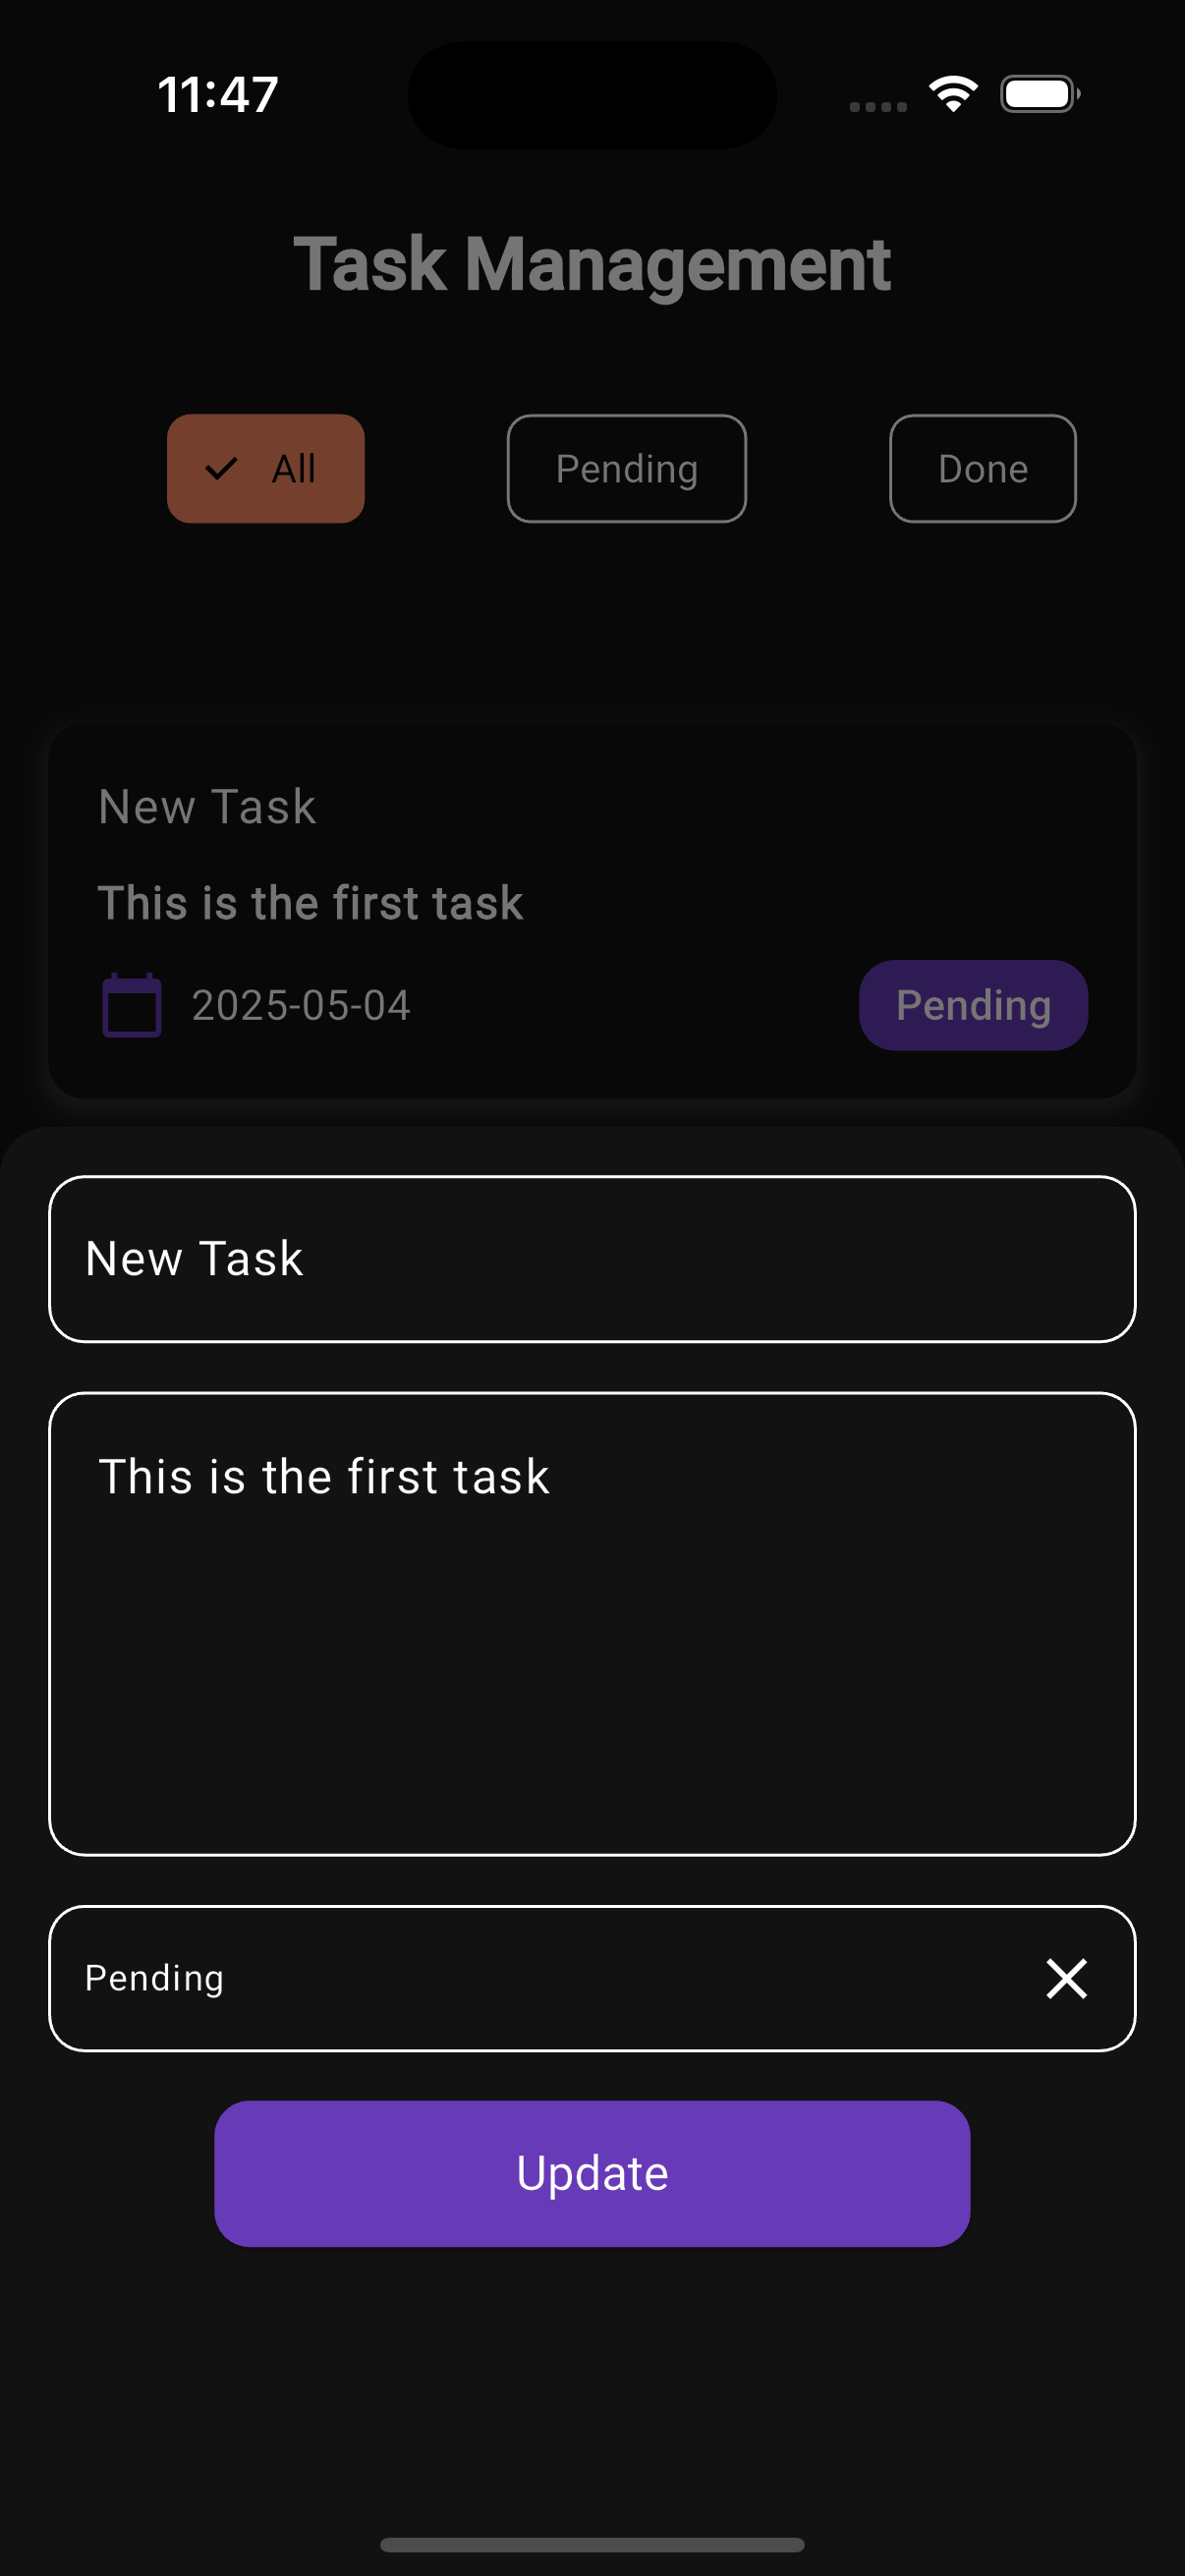 11:47
Task Management
All
Pending
Done
New Task
This is the first task
2025-05-04
Pending
New Task
This is the first task
Pending
Update